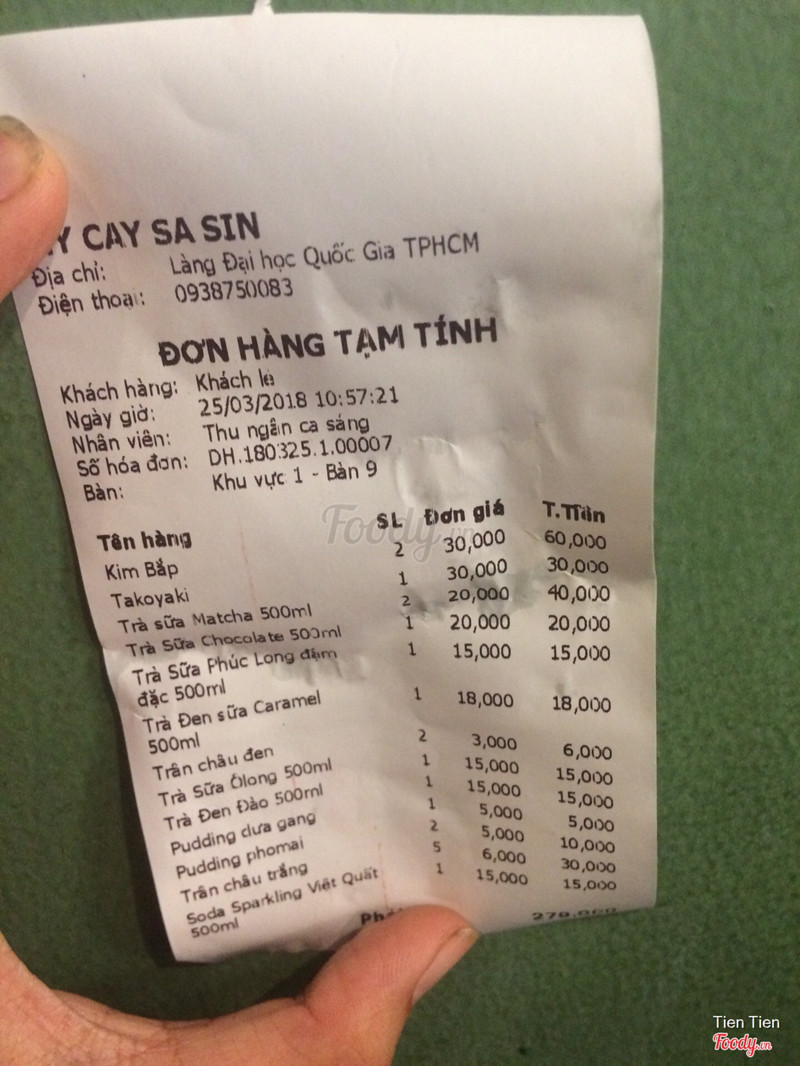 CAY SA SIN
Địa chỉ: Làng Đại học Quốc Gia TPHCM
Điện thoại: 0938750083
ĐƠN HÀNG TẠM TÍNH
Khách hàng: Khách lẻ
Ngày giờ: 25/03/2018 10:57:21
Nhân viên: Thu ngân ca sáng
Số hóa đơn: DH.180325.1.00007
Bàn: Khu vực 1 - Bàn 9
Tên hàng SL Đơn giá T.Tiền
Kim Bắp 2 30,000 60,000
Takoyaki 1 30,000 30,000
Trà sữa Matcha 500ml 2 20,000 40,000
Trà Sữa Chocolate 500ml 1 20,000 20,000
Trà Sữa Phúc Long đậm 1 15,000 15,000
đặc 500ml
Trà Đen sữa Caramel 1 18,000 18,000
500ml
Trân châu đen 2 3,000 6,000
Trà Sữa Ôlong 500ml 1 15,000 15,000
Trà Đen Đào 500ml 1 15,000 15,000
Pudding dưa gang 1 5,000 5,000
Pudding phomai 2 5,000 10,000
Trân châu trắng 5 6,000 30,000
Soda Sparkling Việt Quất 1 15,000 15,000
500ml
Foody.vn
Tien Tien
Foody.vn